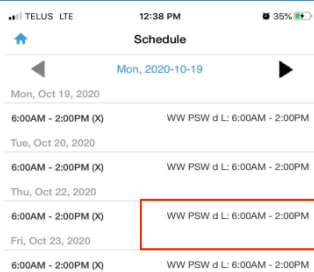 TELUS LTE 12:38 PM 35%
Schedule
Mon, 2020-10-19
Mon, Oct 19, 2020
6:00AM - 2:00PM (X) WW PSW d L: 6:00AM - 2:00PM
Tue, Oct 20, 2020
6:00AM - 2:00PM (X) WW PSW d L: 6:00AM - 2:00PM
Thu, Oct 22, 2020
6:00AM - 2:00PM (X) WW PSW d L: 6:00AM - 2:00PM
Fri, Oct 23, 2020
6:00AM - 2:00PM (X) WW PSW d L: 6:00AM - 2:00PM